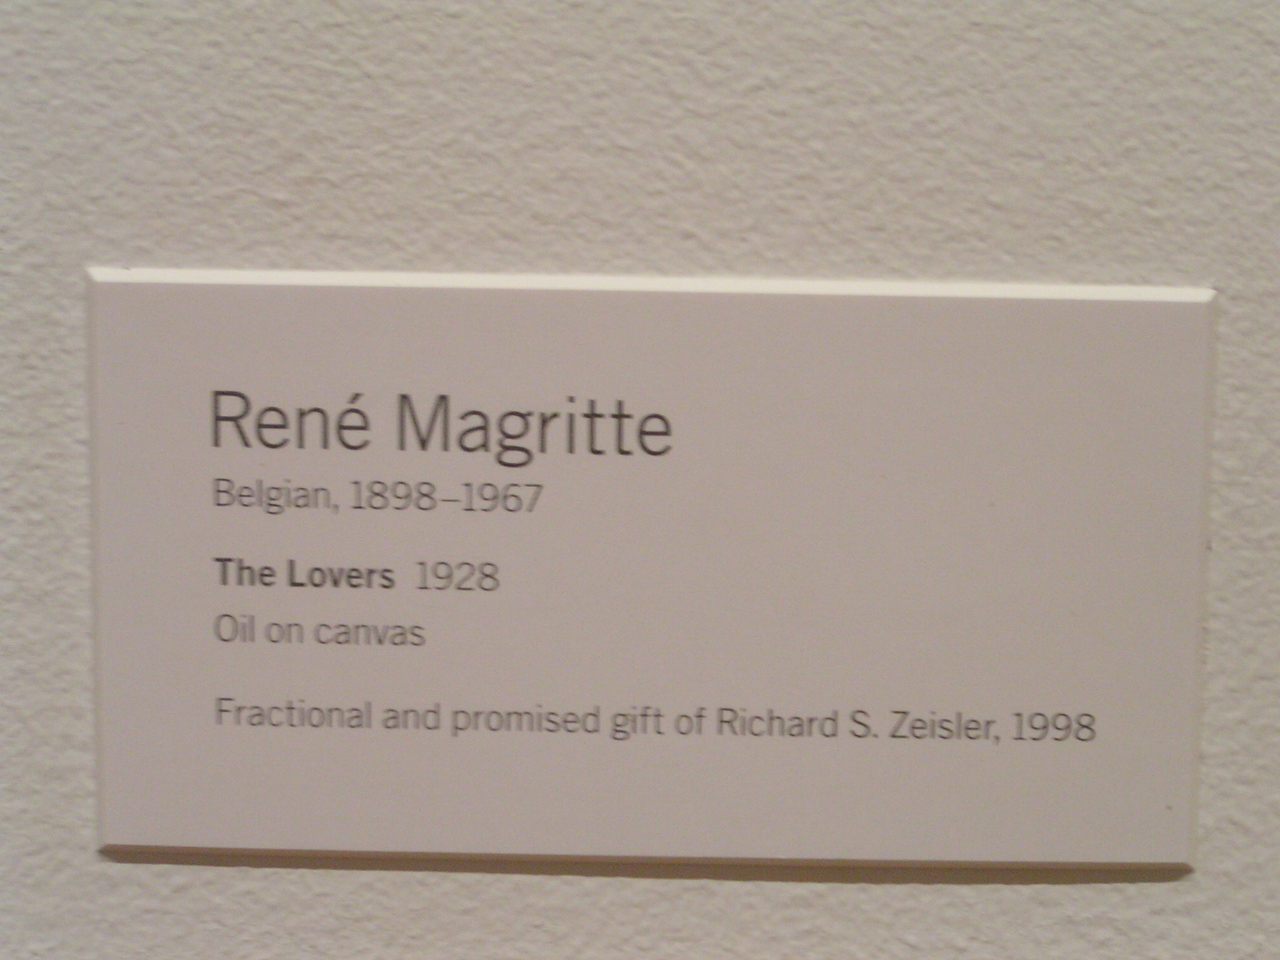 René Magritte
Belgian, 1898–1967
The Lovers 1928
Oil on canvas
Fractional and promised gift of Richard S. Zeisler, 1998